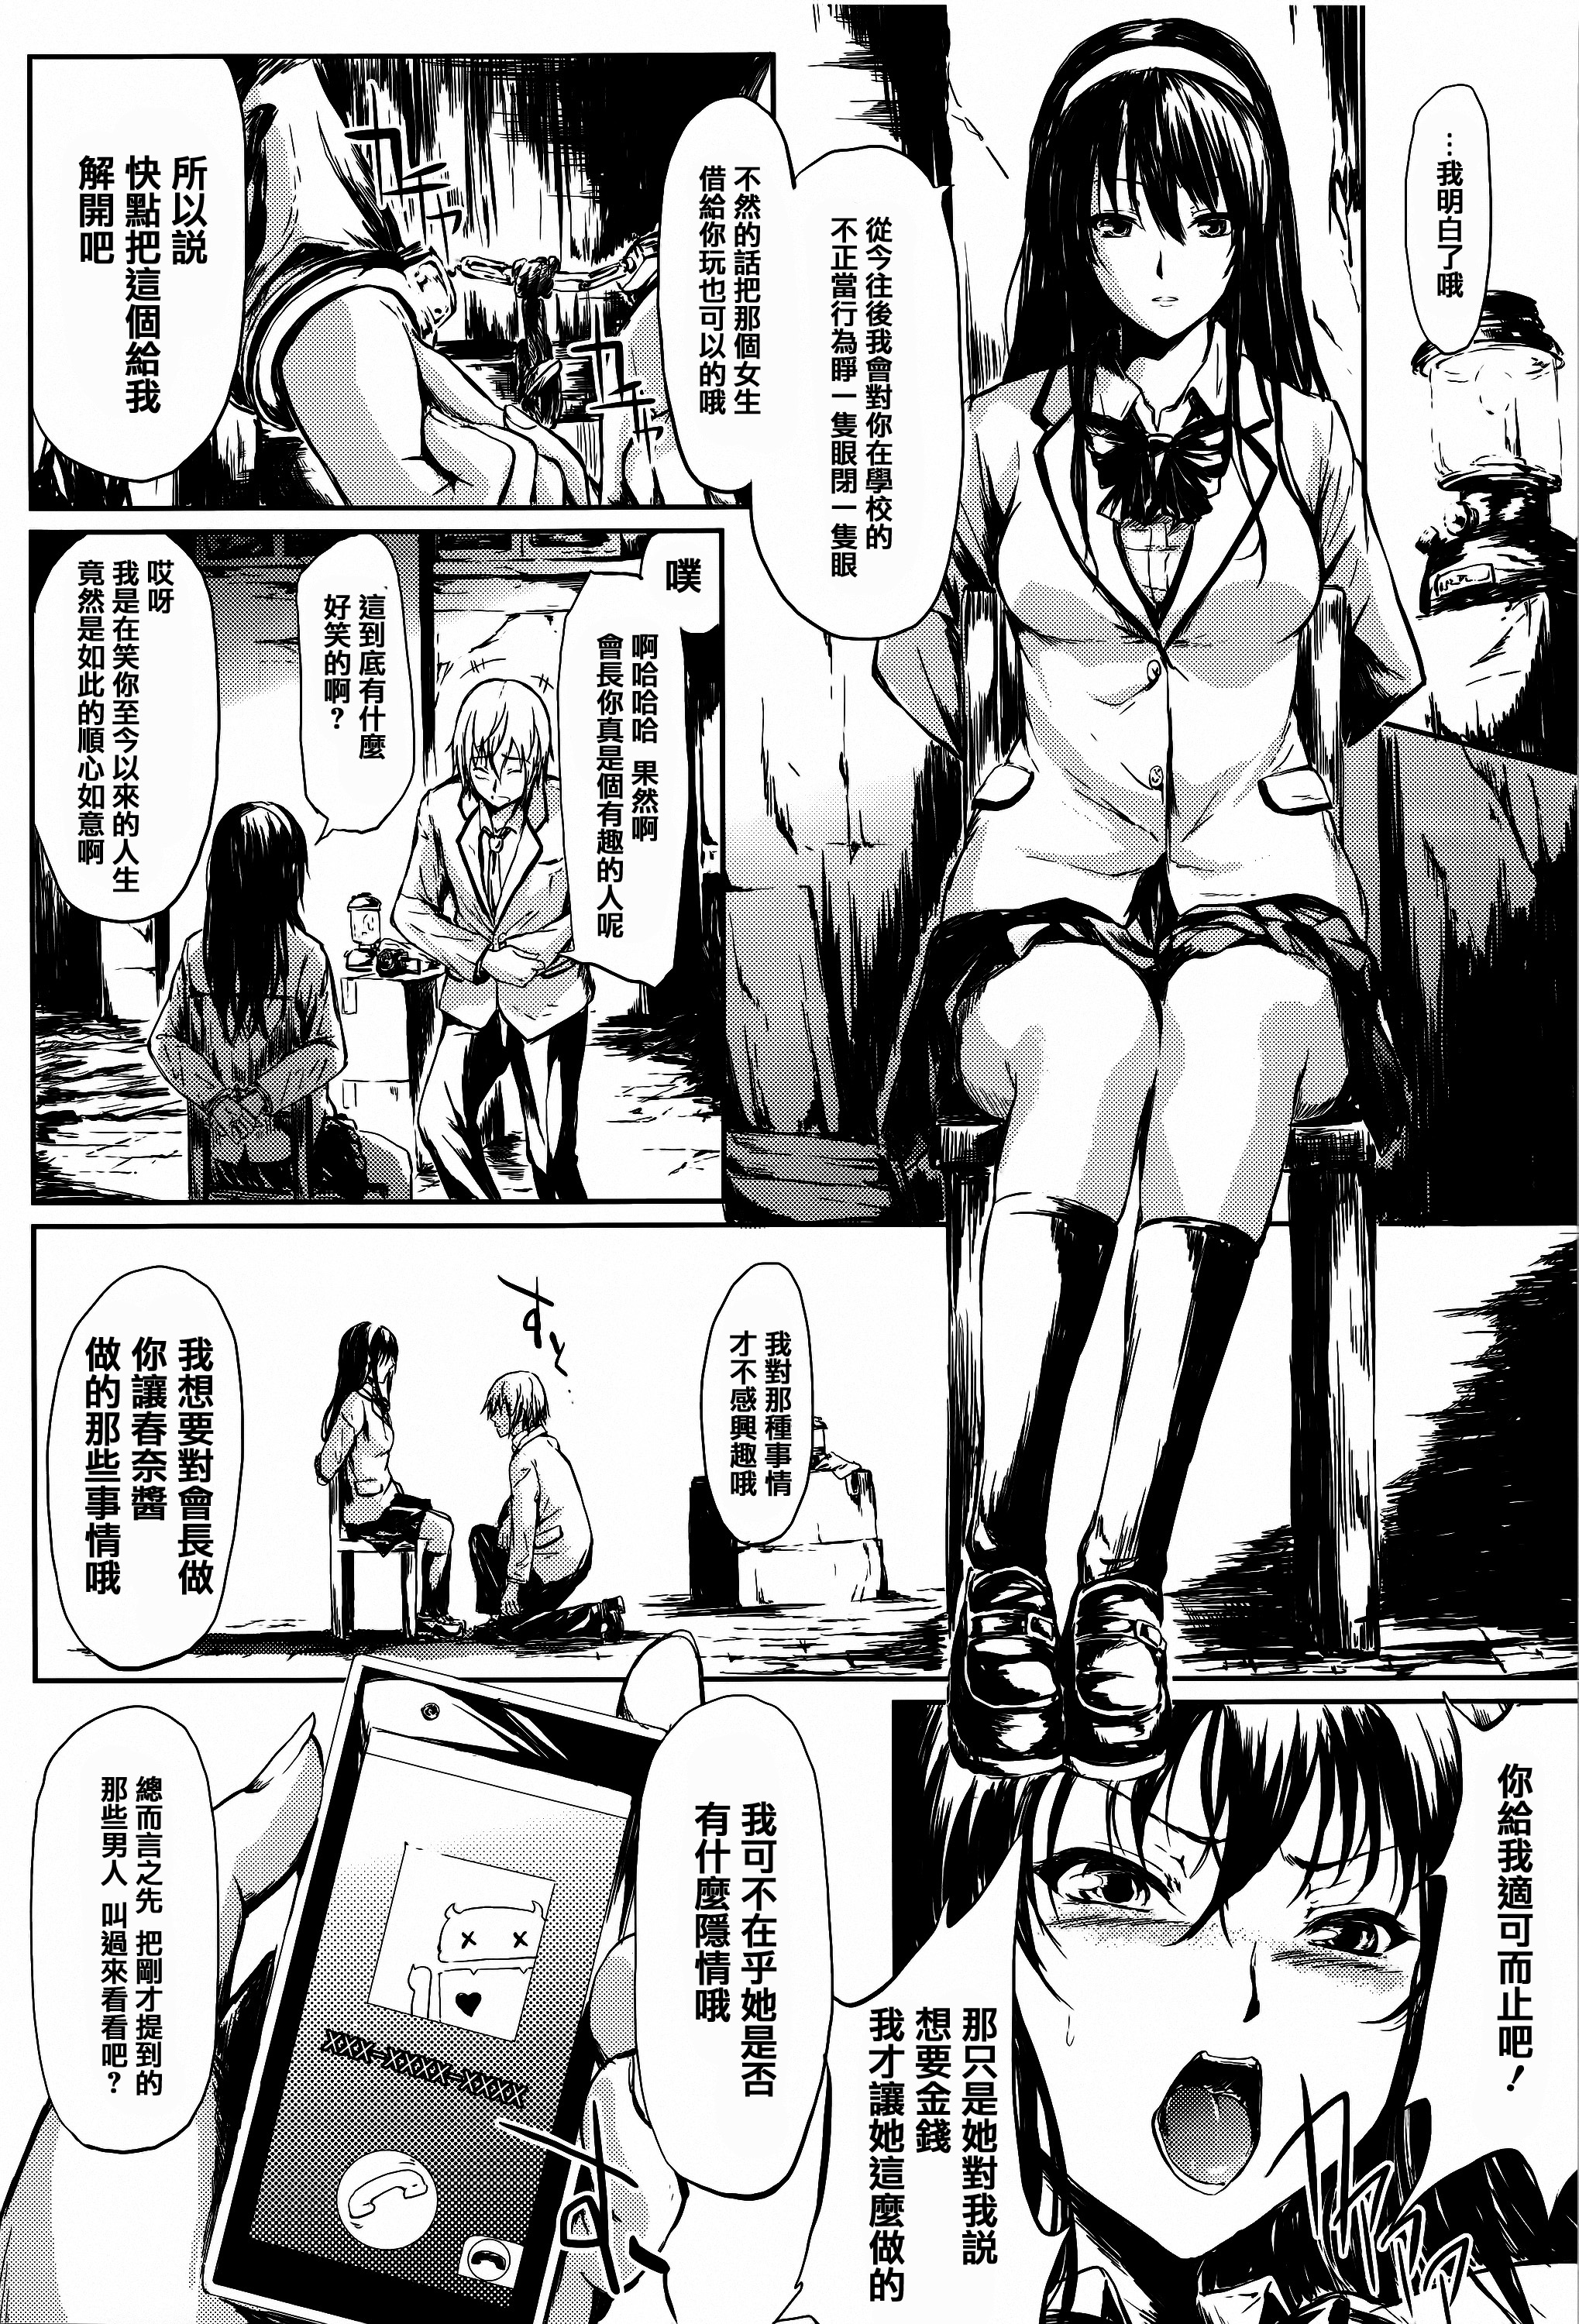 …我明白了哦
從今往後我會對你在學校的
不正當行為睜一隻眼閉一隻眼
不然的話把那個女生
借給你玩也可以的哦
ガチャ
ガチャ
所以説
快點把這個給我
解開吧
噗
啊哈哈哈 果然啊
會長你真是個有趣的人呢
這到底有什麼
好笑的啊？
哎呀
我是在笑你至今以來的人生
竟然是如此的順心如意啊
我對那種事情
才不感興趣哦
すっ
我想要對會長做
你讓春奈醬
做的那些事情哦
你給我適可而止吧！
那只是她對我説
想要金錢
我才讓她這麼做的
我可不在乎她是否
有什麼隱情哦
XXX-XXXX-XXXX
總而言之先 把剛才提到的
那些男人 叫過來看看吧？